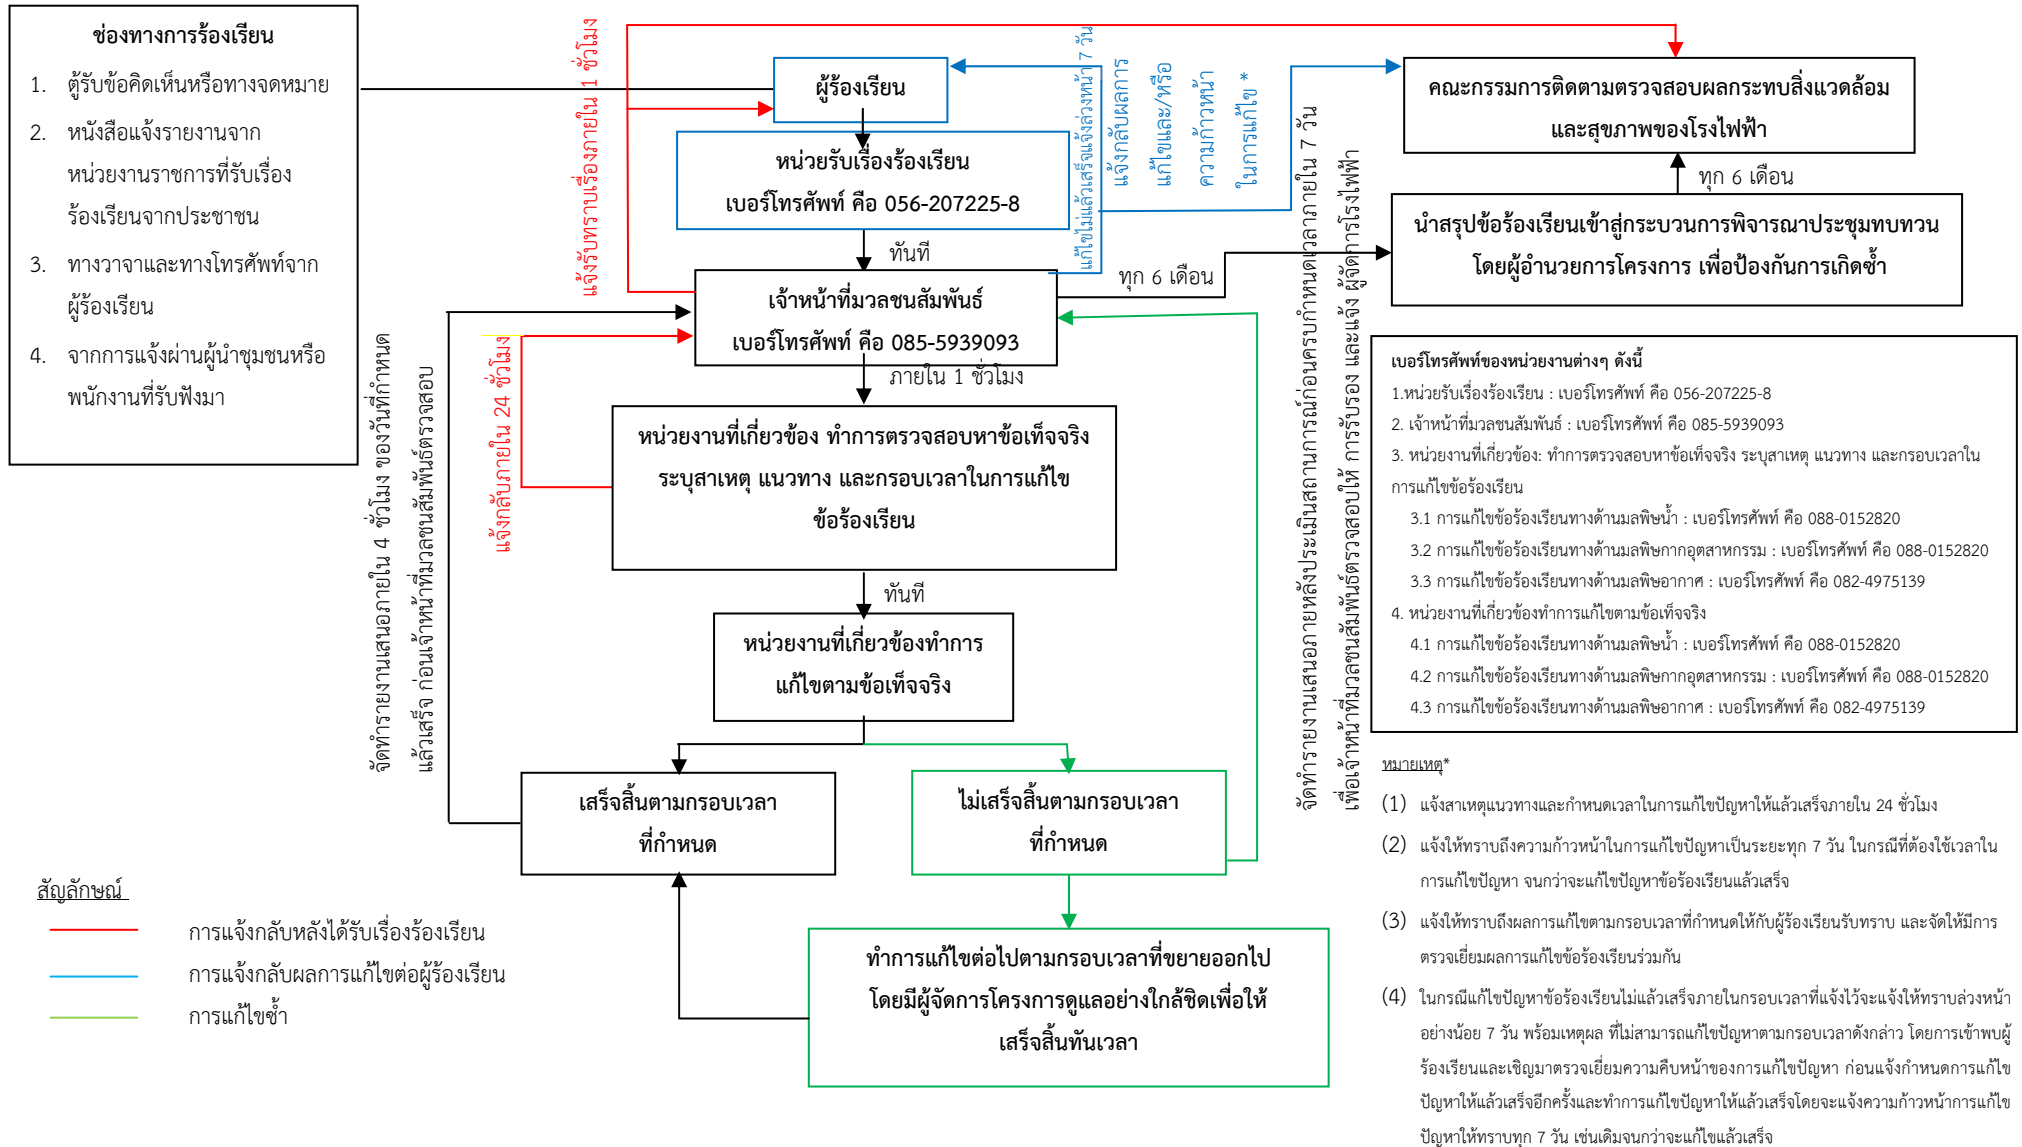 ช่องทางการร้องเรียน
1. ตู้รับข้อคิดเห็นหรือทางจดหมาย
2. หนังสือแจ้งรายงานจาก
หน่วยงานราชการที่รับเรื่อง
ร้องเรียนจากประชาชน
3. ทางวาจาและทางโทรศัพท์จาก
ผู้ร้องเรียน
4. จากการแจ้งผ่านผู้นำชุมชนหรือ
พนักงานที่รับฟังมา
แจ้งรับทราบเรื่องภายใน 1 ชั่วโมง
ผู้ร้องเรียน
หน่วยรับเรื่องร้องเรียน
เบอร์โทรศัพท์ คือ 056-207225-8
ทันที
แก้ไขไม่แล้วเสร็จแจ้งล่วงหน้า 7 วัน
แจ้งกลับผลการ
แก้ไขและ/หรือ
ความก้าวหน้า
ในการแก้ไข *
คณะกรรมการติดตามตรวจสอบผลกระทบสิ่งแวดล้อม
และสุขภาพของโรงไฟฟ้า
ทุก 6 เดือน
นำสรุปข้อร้องเรียนเข้าสู่กระบวนการพิจารณาประชุมทบทวน
โดยผู้อำนวยการโครงการ เพื่อป้องกันการเกิดซ้ำ
เจ้าหน้าที่มวลชนสัมพันธ์
เบอร์โทรศัพท์ คือ 085-5939093
ทุก 6 เดือน
ภายใน 1 ชั่วโมง
แจ้งกลับภายใน 24 ชั่วโมง
จัดทำรายงานเสนอภายใน 4 ชั่วโมง ของวันที่กำหนด
แล้วเสร็จ ก่อนเจ้าหน้าที่มวลชนสัมพันธ์ตรวจสอบ
หน่วยงานที่เกี่ยวข้อง ทำการตรวจสอบหาข้อเท็จจริง
ระบุสาเหตุ แนวทาง และกรอบเวลาในการแก้ไข
ข้อร้องเรียน
ทันที
หน่วยงานที่เกี่ยวข้องทำการ
แก้ไขตามข้อเท็จจริง
เสร็จสิ้นตามกรอบเวลา
ที่กำหนด
ไม่เสร็จสิ้นตามกรอบเวลา
ที่กำหนด
ทำการแก้ไขต่อไปตามกรอบเวลาที่ขยายออกไป
โดยมีผู้จัดการโครงการดูแลอย่างใกล้ชิดเพื่อให้
เสร็จสิ้นทันเวลา
จัดทำรายงานเสนอภายหลังประเมินสถานการณ์ก่อนครบกำหนดเวลาภายใน 7 วัน
เพื่อเจ้าหน้าที่มวลชนสัมพันธ์ตรวจสอบให้ การรับรอง และแจ้ง ผู้จัดการโรงไฟฟ้า
เบอร์โทรศัพท์ของหน่วยงานต่างๆ ดังนี้
1.หน่วยรับเรื่องร้องเรียน : เบอร์โทรศัพท์ คือ 056-207225-8
2. เจ้าหน้าที่มวลชนสัมพันธ์ : เบอร์โทรศัพท์ คือ 085-5939093
3. หน่วยงานที่เกี่ยวข้อง: ทำการตรวจสอบหาข้อเท็จจริง ระบุสาเหตุ แนวทาง และกรอบเวลาใน
การแก้ไขข้อร้องเรียน
3.1 การแก้ไขข้อร้องเรียนทางด้านมลพิษน้ำ : เบอร์โทรศัพท์ คือ 088-0152820
3.2 การแก้ไขข้อร้องเรียนทางด้านมลพิษกากอุตสาหกรรม : เบอร์โทรศัพท์ คือ 088-0152820
3.3 การแก้ไขข้อร้องเรียนทางด้านมลพิษอากาศ : เบอร์โทรศัพท์ คือ 082-4975139
4. หน่วยงานที่เกี่ยวข้องทำการแก้ไขตามข้อเท็จจริง
4.1 การแก้ไขข้อร้องเรียนทางด้านมลพิษน้ำ : เบอร์โทรศัพท์ คือ 088-0152820
4.2 การแก้ไขข้อร้องเรียนทางด้านมลพิษกากอุตสาหกรรม : เบอร์โทรศัพท์ คือ 088-0152820
4.3 การแก้ไขข้อร้องเรียนทางด้านมลพิษอากาศ : เบอร์โทรศัพท์ คือ 082-4975139
หมายเหตุ*
(1) แจ้งสาเหตุแนวทางและกำหนดเวลาในการแก้ไขปัญหาให้แล้วเสร็จภายใน 24 ชั่วโมง
(2) แจ้งให้ทราบถึงความก้าวหน้าในการแก้ไขปัญหาเป็นระยะทุก 7 วัน ในกรณีที่ต้องใช้เวลาใน
การแก้ไขปัญหา จนกว่าจะแก้ไขปัญหาข้อร้องเรียนแล้วเสร็จ
(3) แจ้งให้ทราบถึงผลการแก้ไขตามกรอบเวลาที่กำหนดให้กับผู้ร้องเรียนรับทราบ และจัดให้มีการ
ตรวจเยี่ยมผลการแก้ไขข้อร้องเรียนร่วมกัน
(4) ในกรณีแก้ไขปัญหาข้อร้องเรียนไม่แล้วเสร็จภายในกรอบเวลาที่แจ้งไว้จะแจ้งให้ทราบล่วงหน้า
อย่างน้อย 7 วัน พร้อมเหตุผล ที่ไม่สามารถแก้ไขปัญหาตามกรอบเวลาดังกล่าว โดยการเข้าพบผู้
ร้องเรียนและเชิญมาตรวจเยี่ยมความคืบหน้าของการแก้ไขปัญหา ก่อนแจ้งกำหนดการแก้ไข
ปัญหาให้แล้วเสร็จอีกครั้งและทำการแก้ไขปัญหาให้แล้วเสร็จโดยจะแจ้งความก้าวหน้าการแก้ไข
ปัญหาให้ทราบทุก 7 วัน เช่นเดิมจนกว่าจะแก้ไขแล้วเสร็จ
สัญลักษณ์
การแจ้งกลับหลังได้รับเรื่องร้องเรียน
การแจ้งกลับผลการแก้ไขต่อผู้ร้องเรียน
การแก้ไขซ้ำ